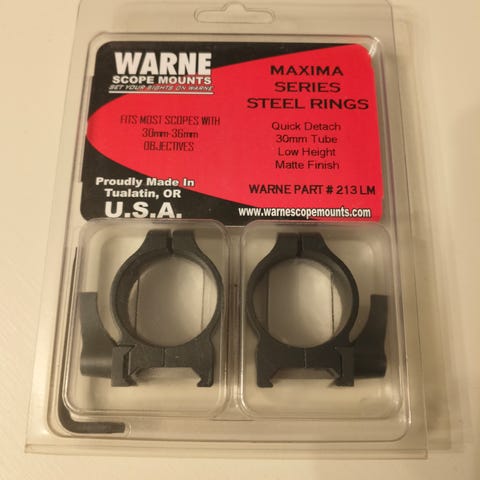 WARNE
SCOPE MOUNTS
SET YOUR SIGHTS ON WARNE
FITS MOST SCOPES WITH
30mm-36mm
OBJECTIVES
Proudly Made In
Tualatin, OR
U.S.A.
MAXIMA
SERIES
STEEL RINGS
Quick Detach
30mm Tube
Low Height
Matte Finish
WARNE PART # 213 LM
www.warnescopemounts.com